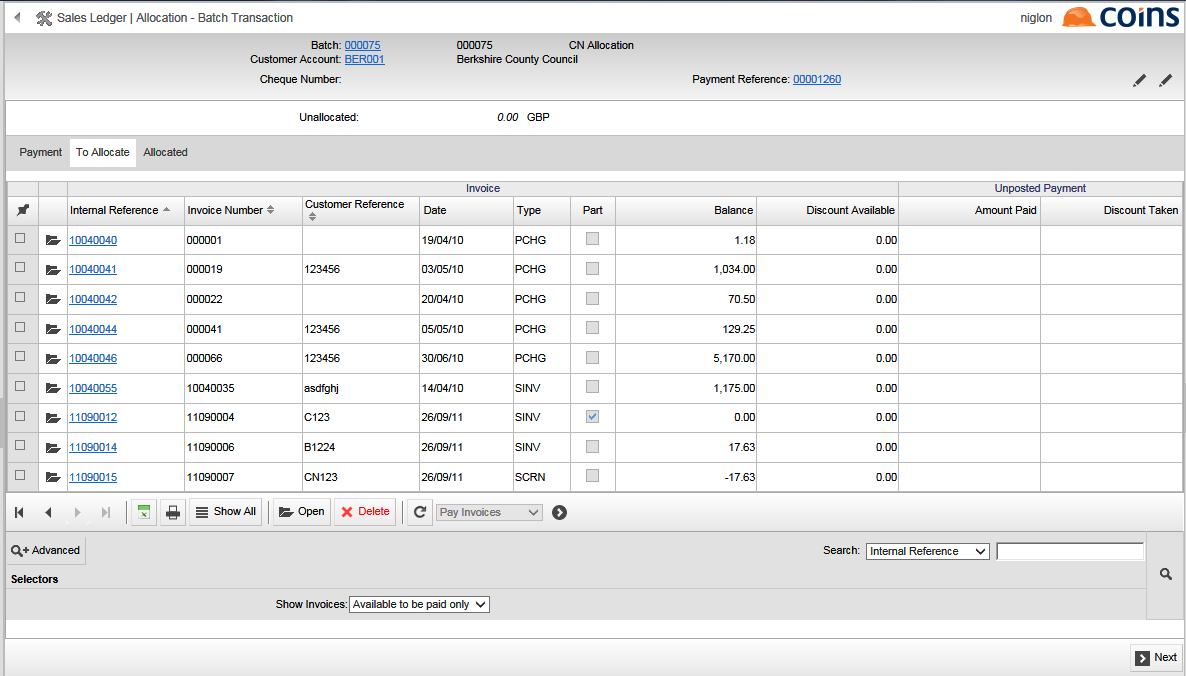 Sales Ledger | Allocation - Batch Transaction niglon coins
Batch: 000075 000075 CN Allocation
Customer Account: BER001 Berkshire County Council
Cheque Number: Payment Reference: 00001260
Unallocated: 0.00 GBP
Payment To Allocate Allocated
Invoice Unposted Payment
Internal Reference Invoice Number Customer Reference Date Type Part Balance Discount Available Amount Paid Discount Taken
10040040 000001 19/04/10 PCHG 1.18 0.00
10040041 000019 123456 03/05/10 PCHG 1,034.00 0.00
10040042 000022 20/04/10 PCHG 70.50 0.00
10040044 000041 123456 05/05/10 PCHG 129.25 0.00
10040046 000066 123456 30/06/10 PCHG 5,170.00 0.00
10040055 10040035 asdfghj 14/04/10 SINV 1,175.00 0.00
11090012 11090004 C123 26/09/11 SINV 0.00 0.00
11090014 11090006 B1224 26/09/11 SINV 17.63 0.00
11090015 11090007 CN123 26/09/11 SCRN -17.63 0.00
Show All Open Delete Pay Invoices
Advanced Search: Internal Reference
Selectors
Show Invoices: Available to be paid only
Next